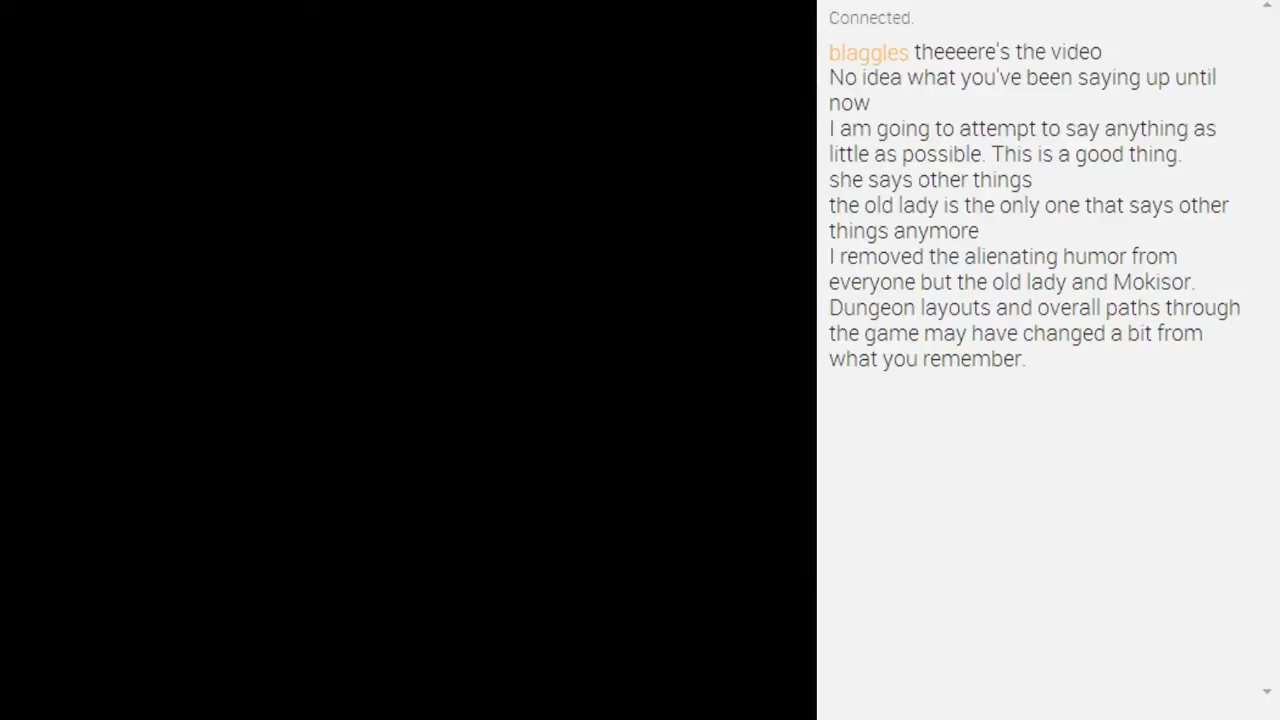 Connected.
blaggles theeeere's the video
No idea what you've been saying up until
now
I am going to attempt to say anything as
little as possible. This is a good thing.
she says other things
the old lady is the only one that says other
things anymore
I removed the alienating humor from
everyone but the old lady and Mokisor.
Dungeon layouts and overall paths through
the game may have changed a bit from
what you remember.